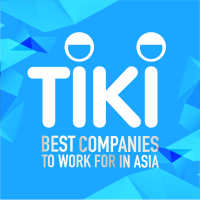 TiKi
BEST COMPANIES
TO WORK FOR IN ASIA